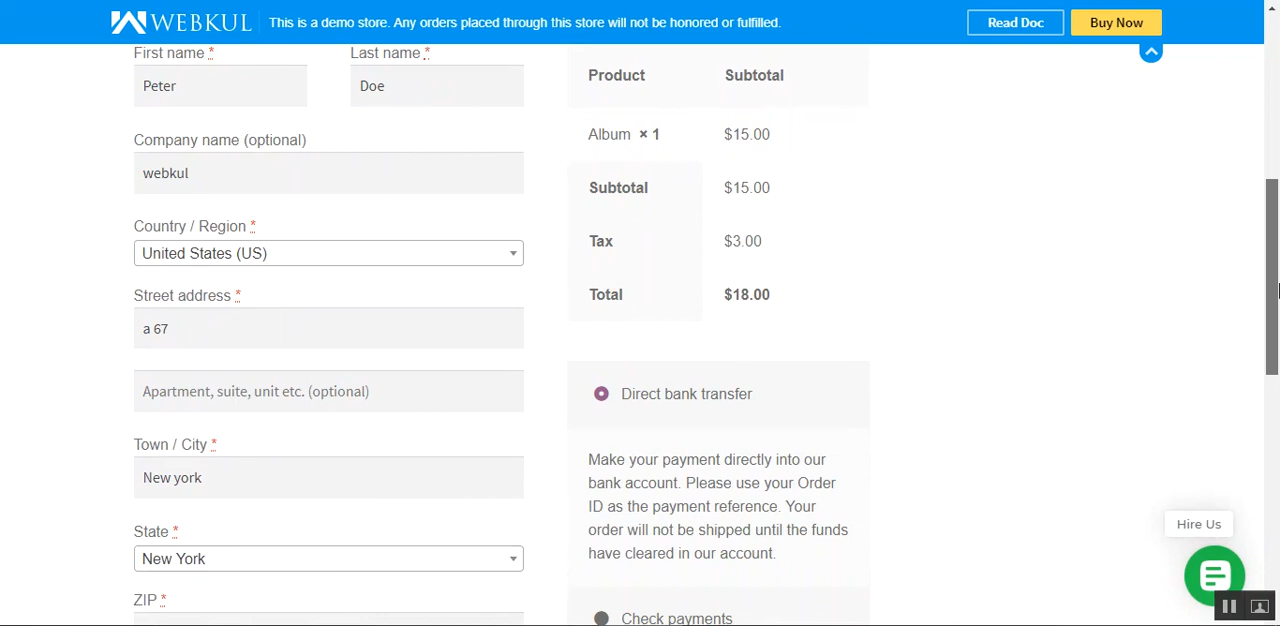 WEBKUL This is a demo store. Any orders placed through this store will not be honored or fulfilled. Read Doc Buy Now
First name *
Last name *
Peter
Doe
Company name (optional)
webkul
Country / Region *
United States (US)
Street address *
a 67
Apartment, suite, unit etc. (optional)
Town / City *
New york
State *
New York
ZIP *
Product Subtotal
Album × 1 $15.00
Subtotal $15.00
Tax $3.00
Total $18.00
Direct bank transfer
Make your payment directly into our
bank account. Please use your Order
ID as the payment reference. Your
order will not be shipped until the funds
have cleared in our account.
Check payments
Hire Us